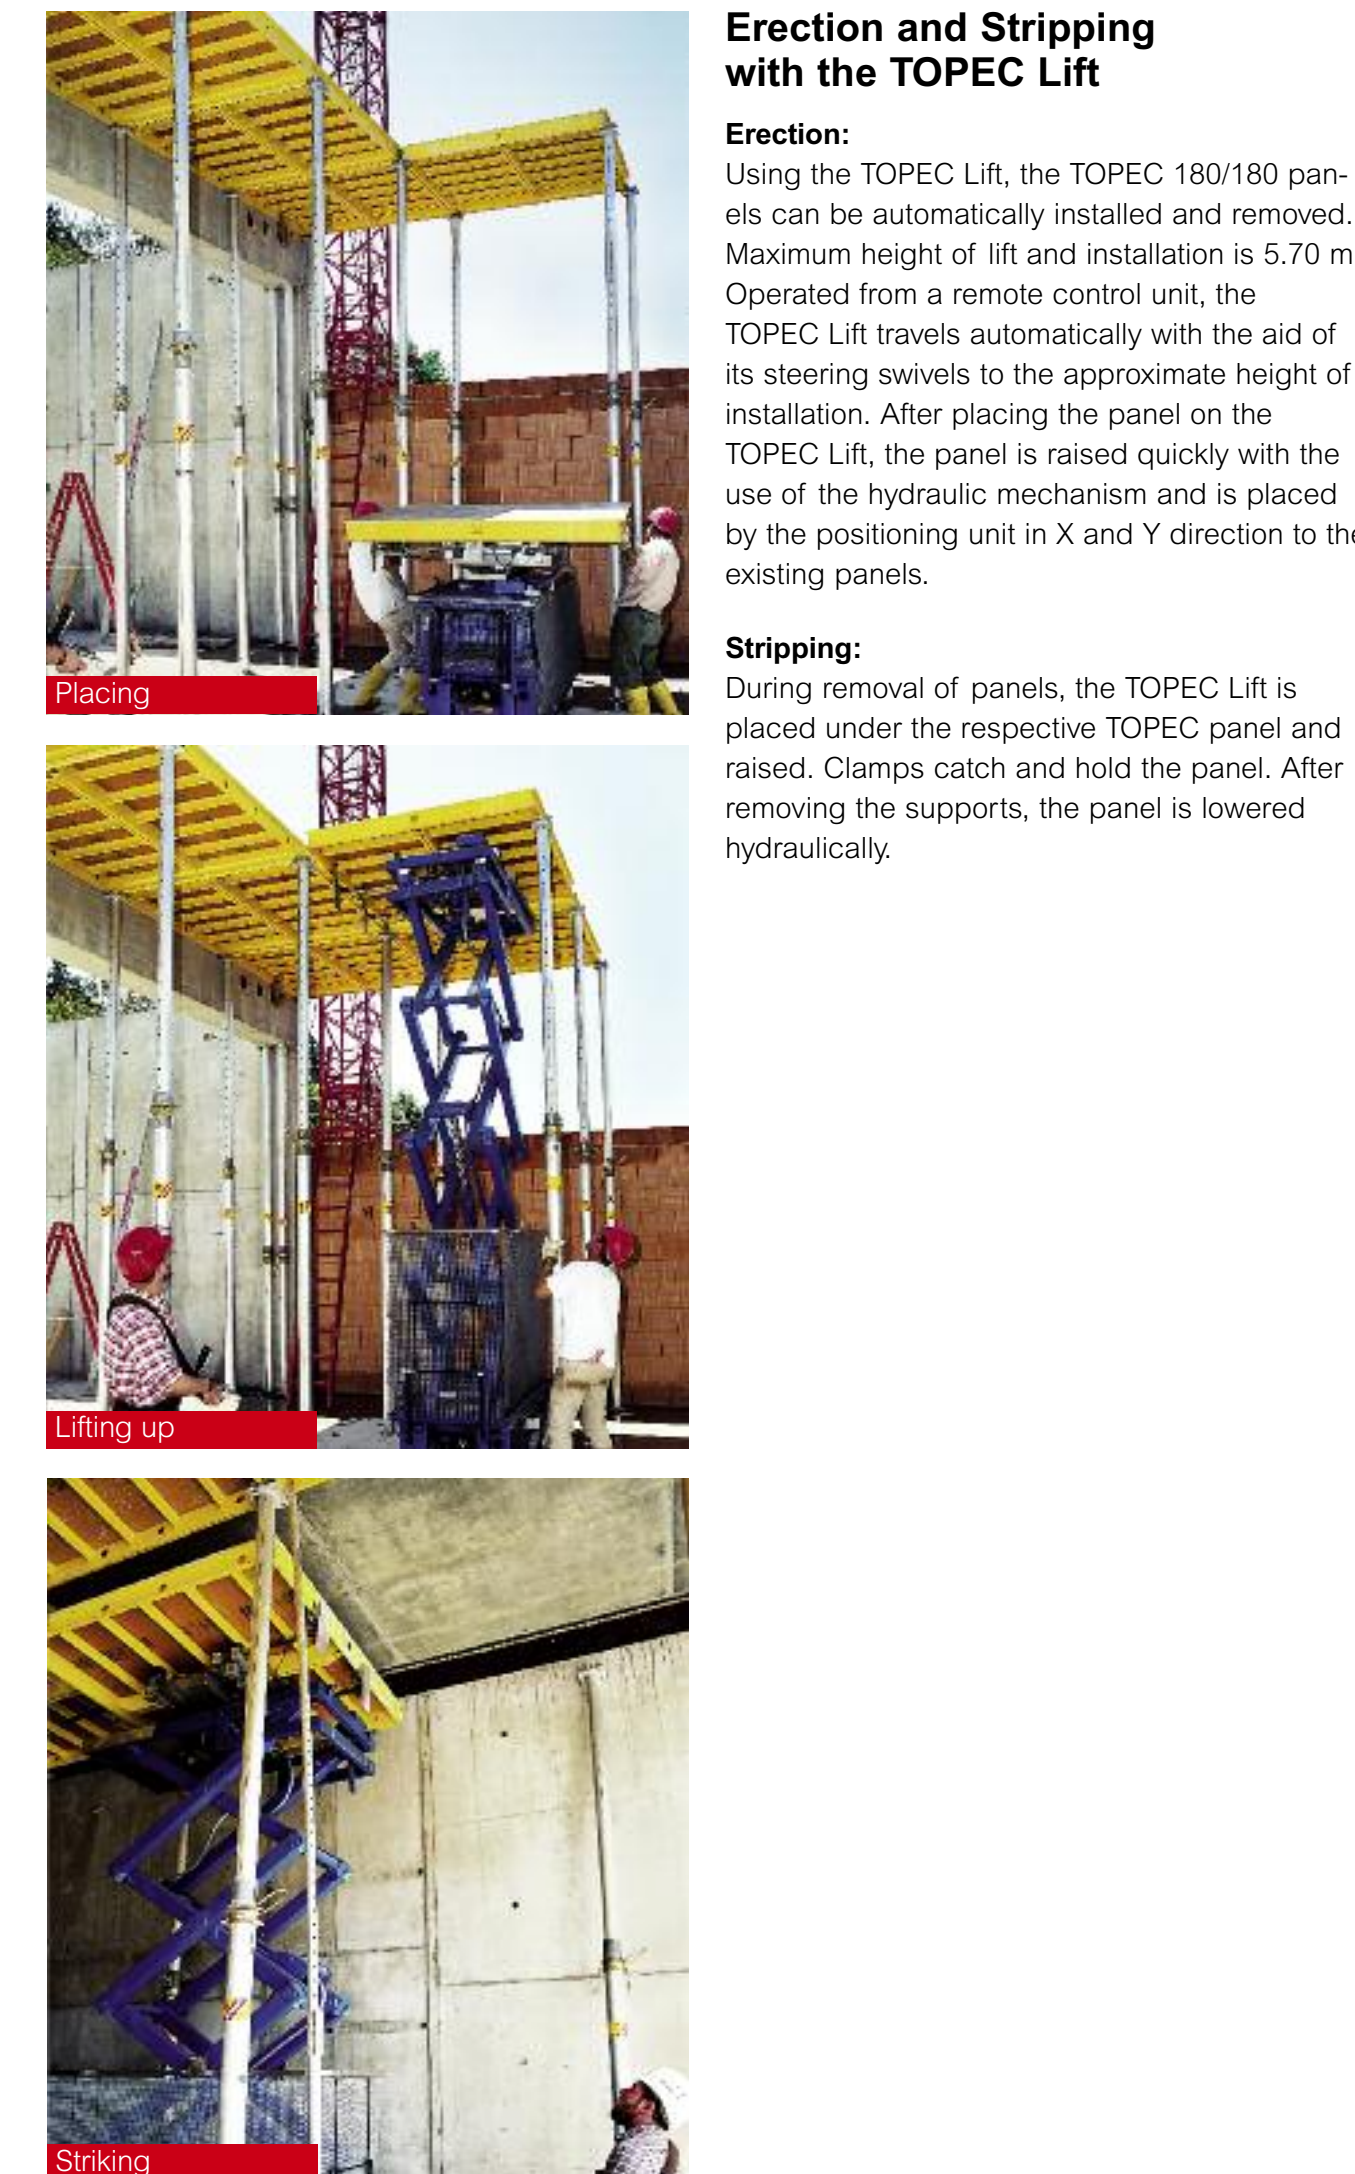 Erection and Stripping
with the TOPEC Lift
Erection:
Using the TOPEC Lift, the TOPEC 180/180 pan-
els can be automatically installed and removed.
Maximum height of lift and installation is 5.70 m
Operated from a remote control unit, the
TOPEC Lift travels automatically with the aid of
its steering swivels to the approximate height of
installation. After placing the panel on the
TOPEC Lift, the panel is raised quickly with the
use of the hydraulic mechanism and is placed
by the positioning unit in X and Y direction to the
existing panels.
Stripping:
During removal of panels, the TOPEC Lift is
placed under the respective TOPEC panel and
raised. Clamps catch and hold the panel. After
removing the supports, the panel is lowered
hydraulically.
Placing
Lifting up
Striking